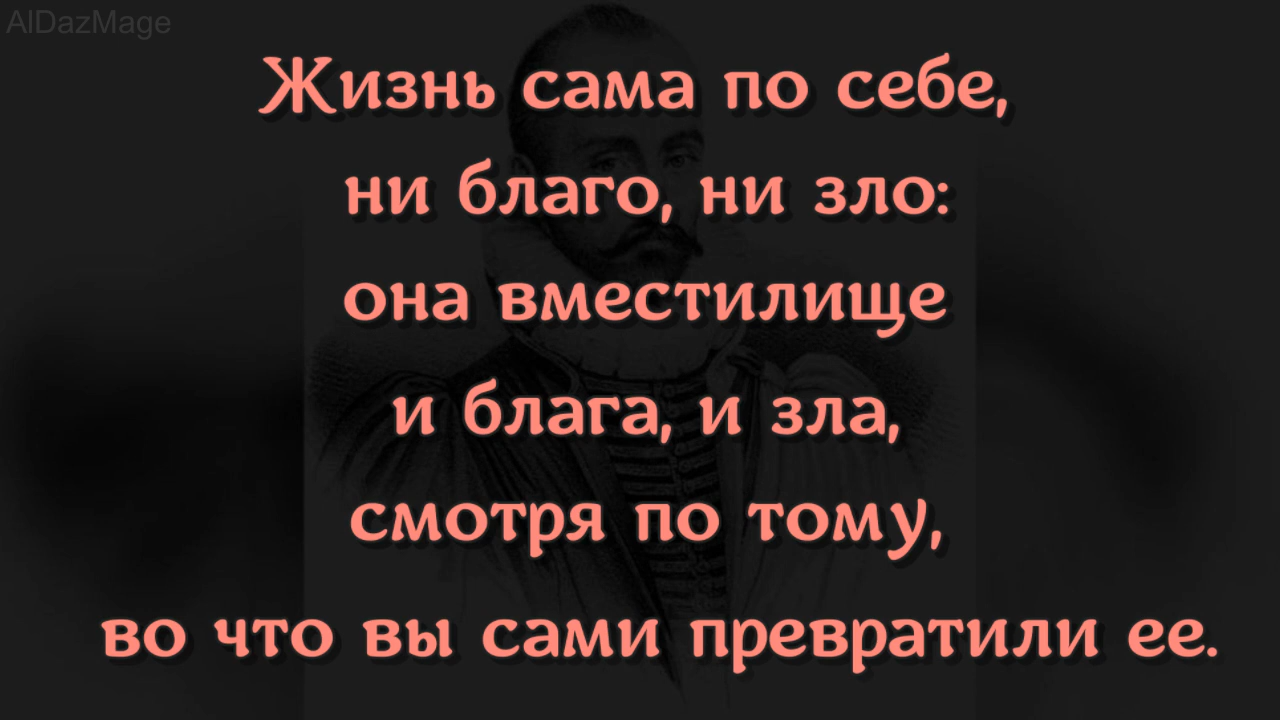 AlDazMage
Жизнь сама по себе,
ни благо, ни зло:
она вместилище
и блага, и зла,
смотря по тому,
во что вы сами превратили ее.